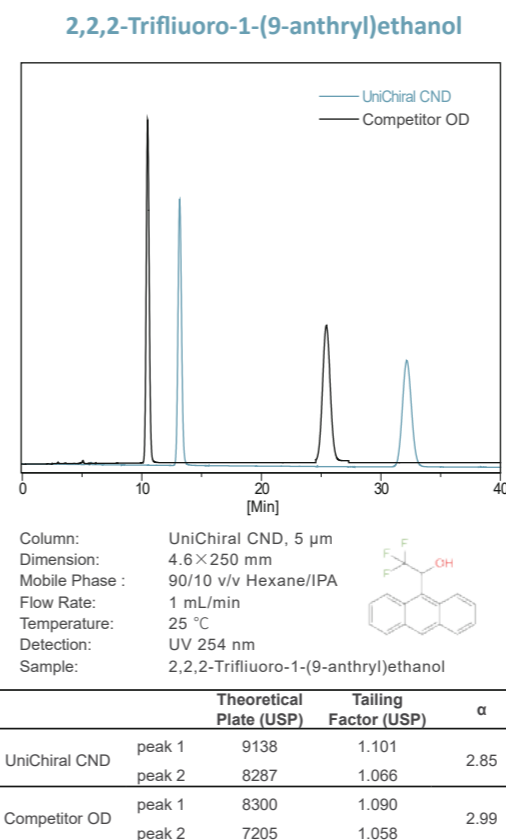 2,2,2-Trifliuoro-1-(9-anthryl)ethanol
UniChiral CND
Competitor OD
0 10 20 30 40
[Min]
Column: UniChiral CND, 5 μm
Dimension: 4.6×250 mm
Mobile Phase : 90/10 v/v Hexane/IPA
Flow Rate: 1 mL/min
Temperature: 25 ℃
Detection: UV 254 nm
Sample: 2,2,2-Trifliuoro-1-(9-anthryl)ethanol
F
F
OH
F
Theoretical Plate (USP) Tailing Factor (USP) α
UniChiral CND peak 1 9138 1.101 2.85
peak 2 8287 1.066
Competitor OD peak 1 8300 1.090 2.99
peak 2 7205 1.058